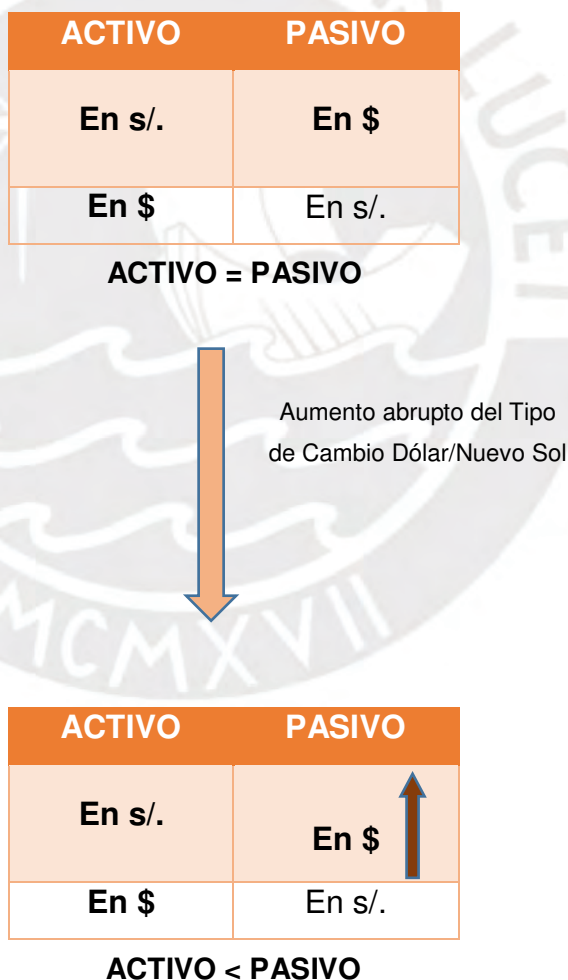 ACTIVO PASIVO
En s/. En $
En $ En s/.
ACTIVO = PASIVO
Aumento abrupto del Tipo
de Cambio Dólar/Nuevo Sol
MCMXVII
ACTIVO PASIVO
En s/. En $
En $ En s/.
ACTIVO < PASIVO